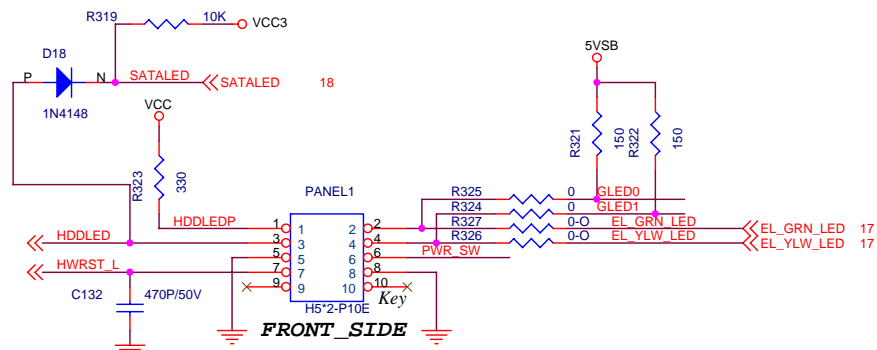 R319 10K VCC3
D18
P N SATALED SATALED 18
1N4148
VCC
5VSB
R323 330
R321 150 R322 150
PANEL1
R325 0 GLED0
R324 0 GLED1
R327 0-O EL_GRN_LED EL_GRN_LED 17
R326 0-O EL_YLW_LED EL_YLW_LED 17
HDDLEDP 1 1 2 2
HDDLED 3 3 4 4
5 5 6 6 PWR_SW
HWRST_L 7 7 8 8
9 9 10 10 Key
C132 470P/50V
H5*2-P10E
FRONT_SIDE